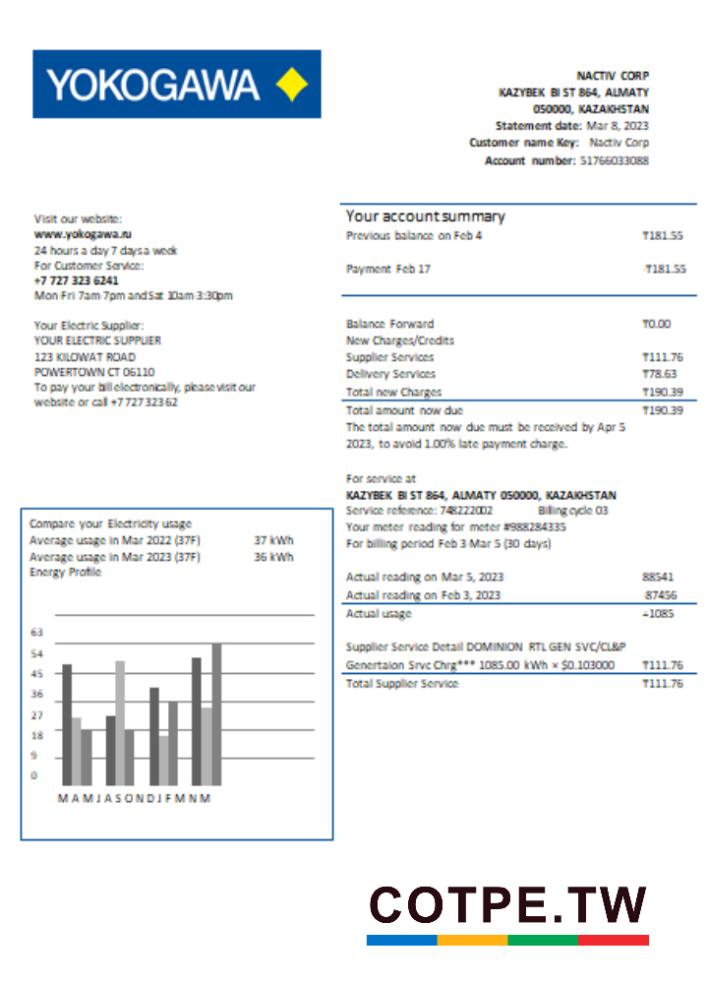 YOKOGAWA
NACTIV CORP
KAZYBEK BI ST 864, ALMATY
050000, KAZAKHSTAN
Statement date: Mar 8, 2023
Customer name Key: Nactiv Corp
Account number: 51766033088
Visit our website:
www.yokogawa.ru
24 hours a day 7 days a week
For Customer Service:
+7 727 323 6241
Mon-Fri 7am-7pm and Sat 10am-3:30pm
Your Electric Supplier:
YOUR ELECTRIC SUPPLIER
123 KILOWAT ROAD
POWERTOWN CT 06110
To pay your bill electronically, please visit our
website or call +7 727 323 62
Your account summary
Previous balance on Feb 4 ₸181.55
Payment Feb 17 -₸181.55
Balance Forward ₸0.00
New Charges/Credits
Supplier Services ₸111.76
Delivery Services ₸78.63
Total new Charges ₸190.39
Total amount now due ₸190.39
The total amount now due must be received by Apr 5
2023, to avoid 1.00% late payment charge.
For service at
KAZYBEK BI ST 864, ALMATY 050000, KAZAKHSTAN
Service reference: 748222002 Billing cycle 03
Your meter reading for meter #988284335
For billing period Feb 3-Mar 5 (30 days)
Actual reading on Mar 5, 2023 88541
Actual reading on Feb 3, 2023 87456
Actual usage =1085
Supplier Service Detail DOMINION RTL GEN SVC/CL&P
Genertaion Srvc Chrg*** 1085.00 kWh × $0.103000 ₸111.76
Total Supplier Service ₸111.76
Compare your Electricity usage
Average usage in Mar 2022 (37F) 37 kWh
Average usage in Mar 2023 (37F) 36 kWh
Energy Profile
63
54
45
36
27
18
9
0
M A M J A S O N D J F M N M
COTPE.TW